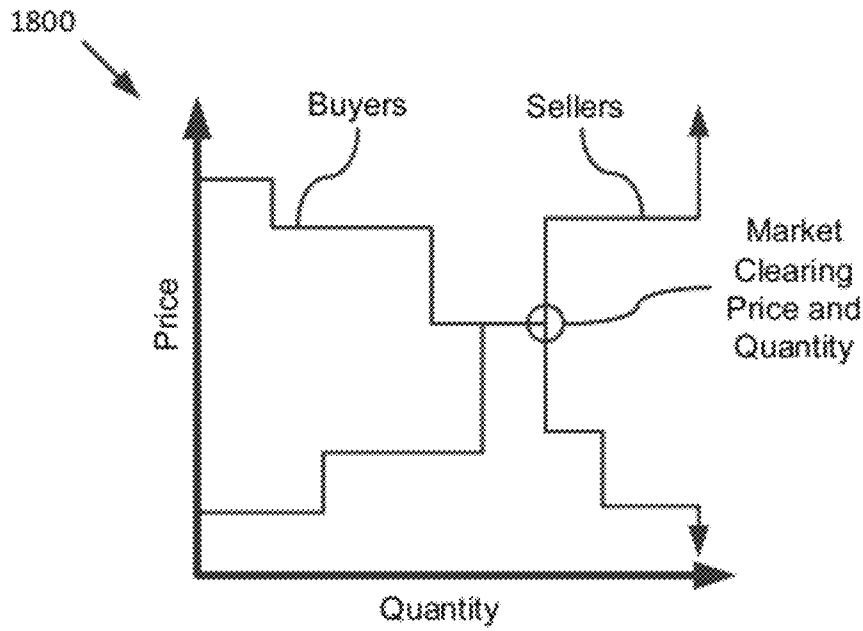 1800
Buyers
Sellers
Market
Clearing
Price and
Quantity
Price
Quantity